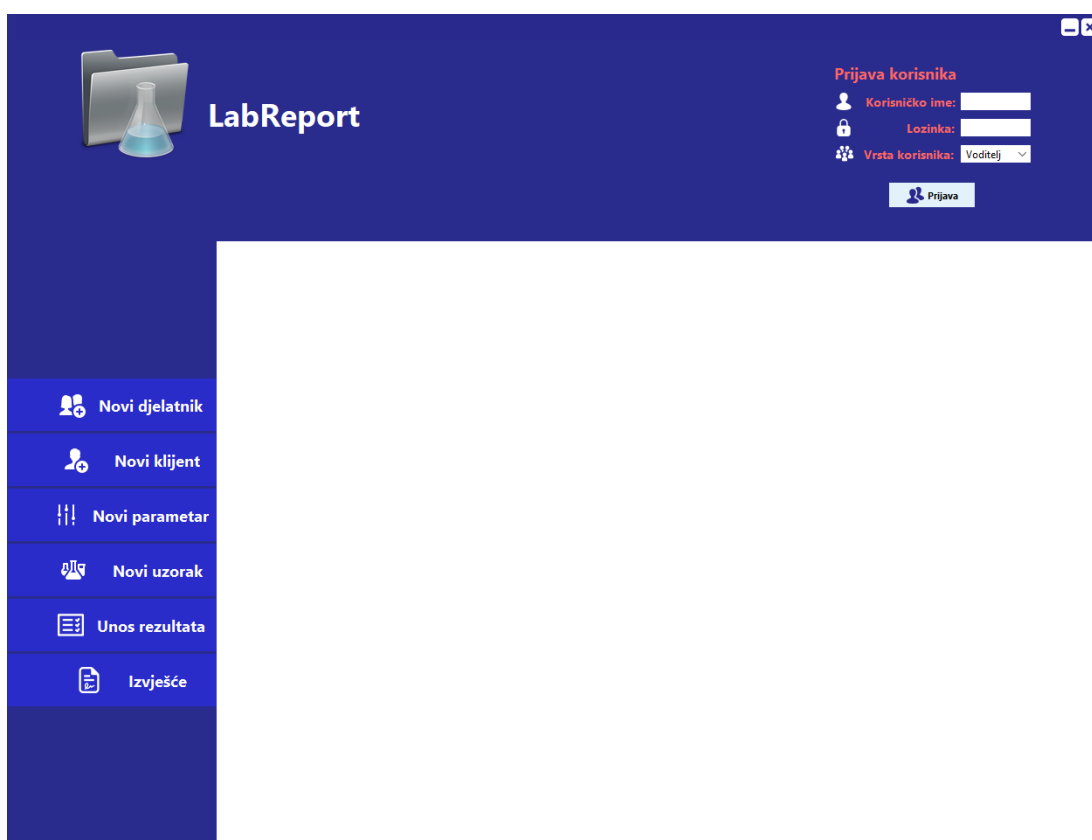 LabReport
Prijava korisnika
Korisničko ime:
Lozinka:
Vrsta korisnika: Voditelj
Prijava
Novi djelatnik
Novi klijent
Novi parametar
Novi uzorak
Unos rezultata
Izvješće